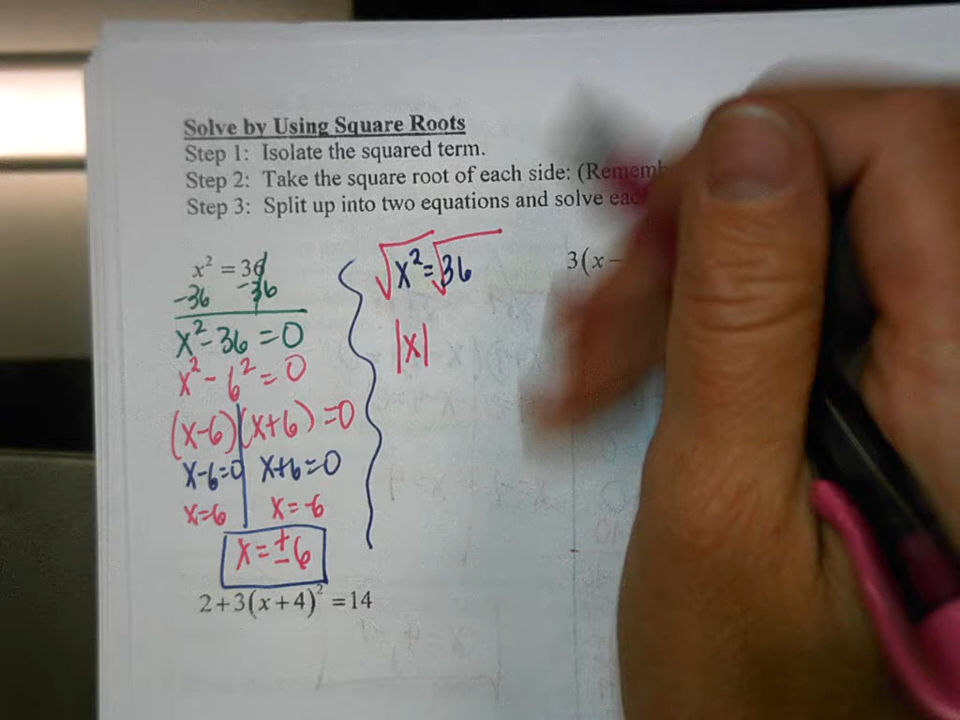 Solve by Using Square Roots
Step 1: Isolate the squared term.
Step 2: Take the square root of each side: (Rememb
Step 3: Split up into two equations and solve eac
x² = 36
-36 -36
x² - 36 = 0
x² - 6² = 0
(x-6)(x+6) = 0
x-6=0 x+6=0
x=6 x=-6
x=±6
√x² = √36
|x|
3(x-
2+3(x+4)² = 14